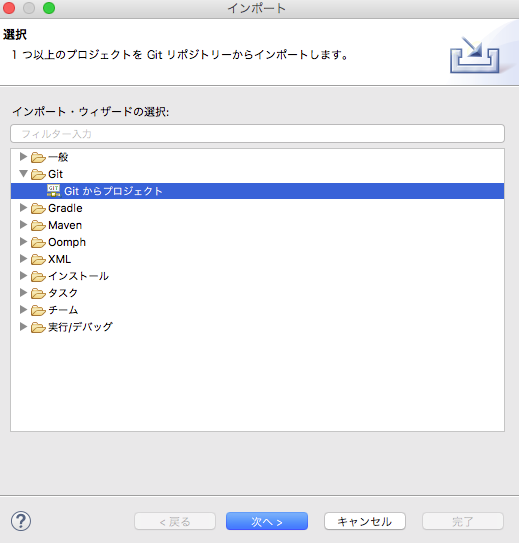 インポート
選択
1 つ以上のプロジェクトを Git リポジトリーからインポートします。
インポート・ウィザードの選択:
フィルター入力
一般
Git
GIT Git からプロジェクト
Gradle
Maven
Oomph
XML
インストール
タスク
チーム
実行/デバッグ
?
< 戻る 次へ > キャンセル 完了